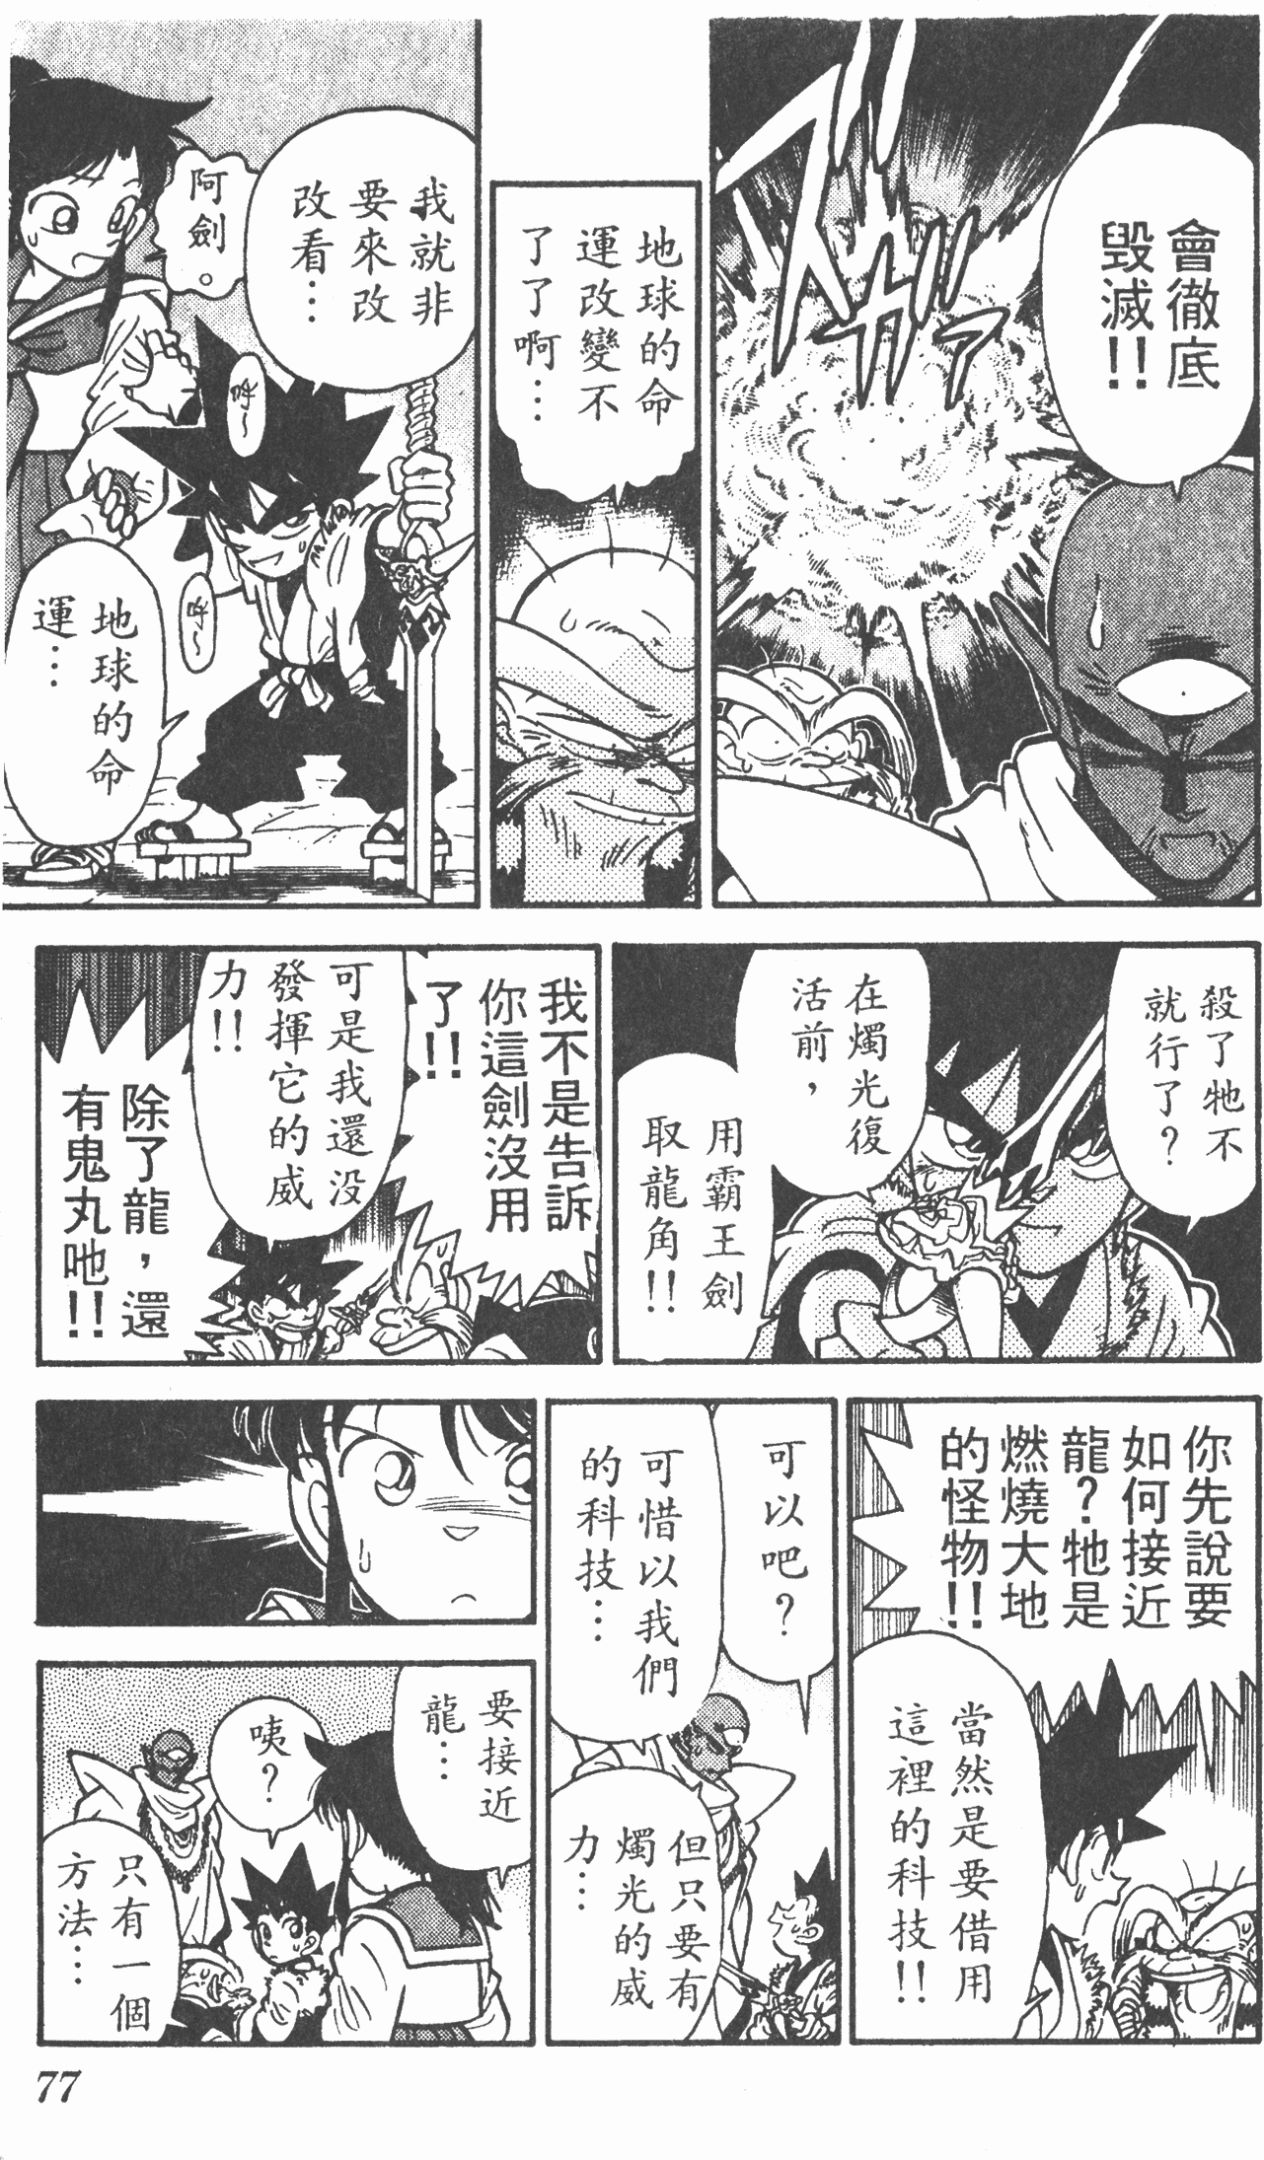 會徹底
毀滅!!
ズガガァ
地球的命
運改變不
了了啊…
我就非
要來改
改看…
阿劍。
呼～
呼～
地球的命
運…
殺了牠不
就行了?
在燭光復
活前，
用霸王劍
取龍角!!
我不是告訴
你這劍沒用
了!!
可是我還没
發揮它的威
力!!
除了龍，還
有鬼丸吔!!
你先說要
如何接近
龍?牠是
燃燒大地
的怪物!!
當然是要借用
這裡的科技!!
可以吧?
可惜以我們
的科技…
但只要有
燭光的威
力…
要接近
龍…
咦?
只有一個
方法…
77